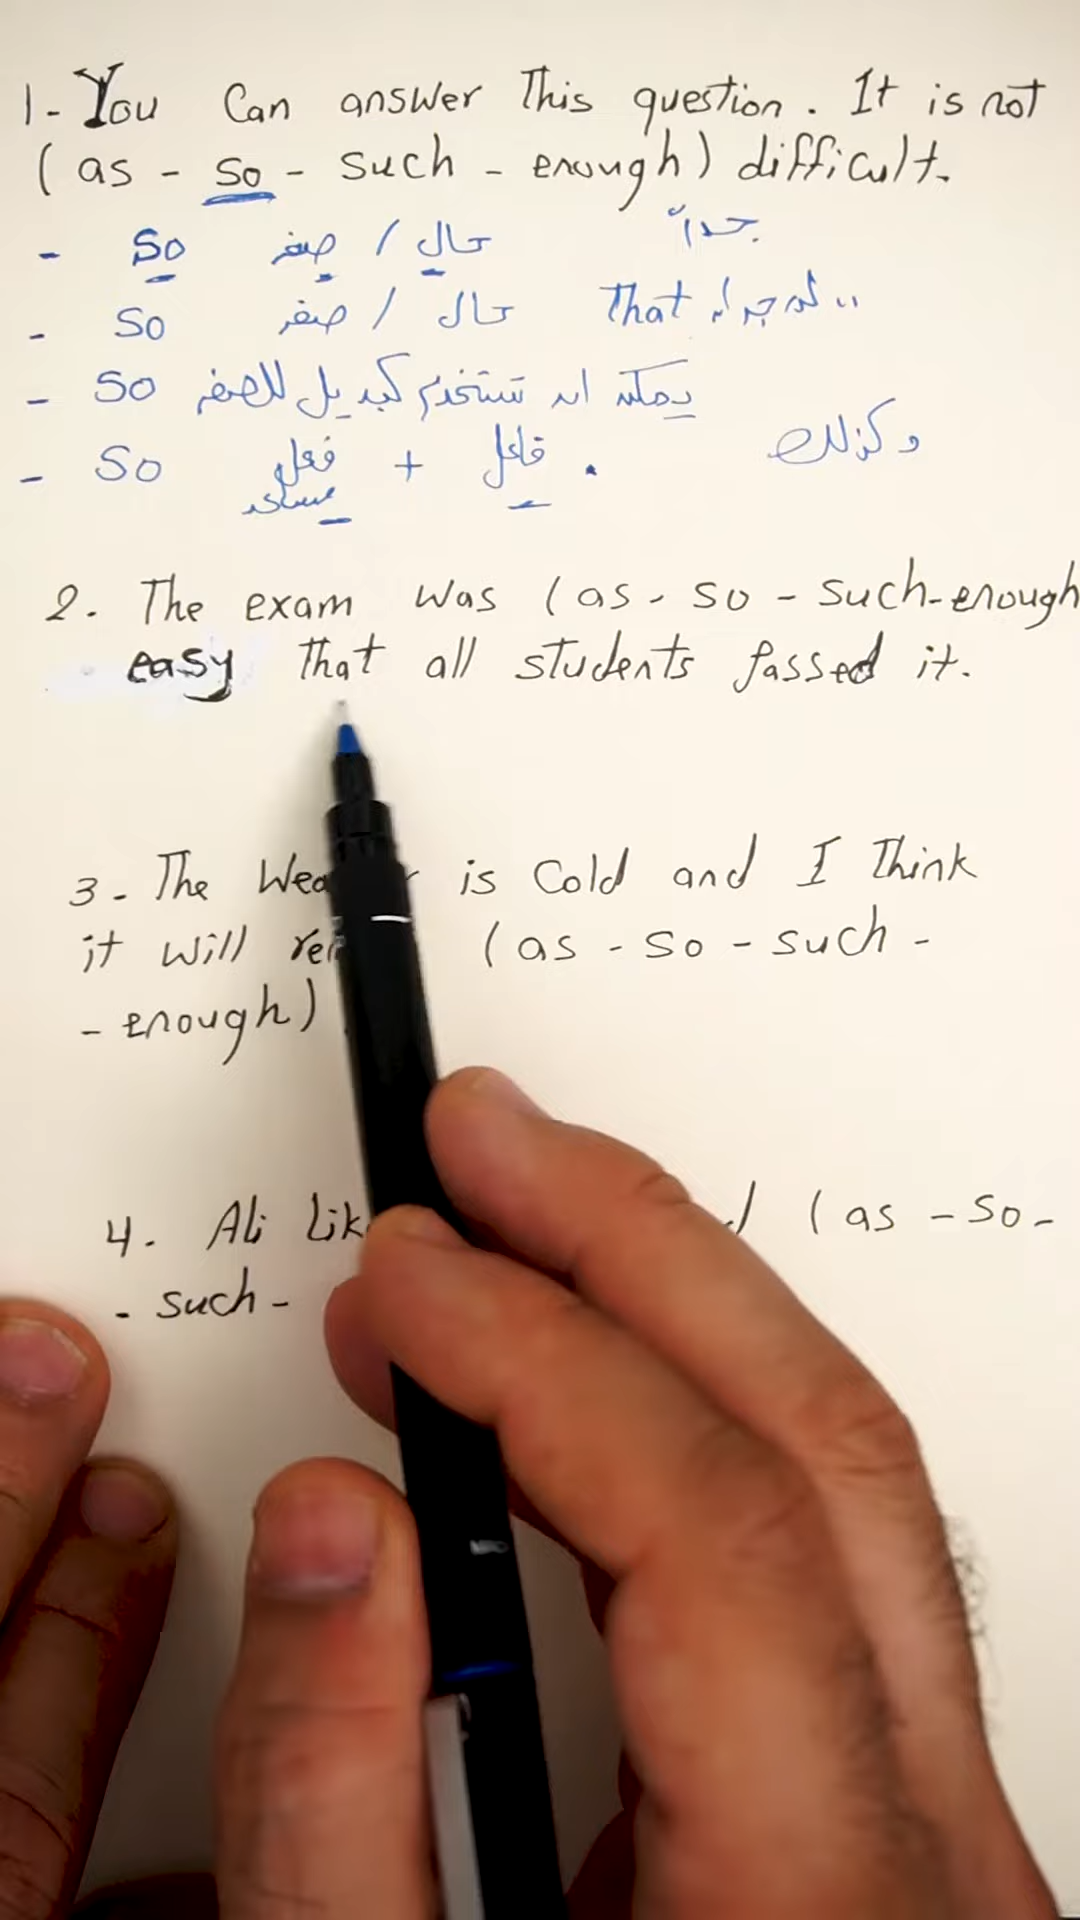 1- You Can answer This question. It is not
(as - so - such - enough) difficult.
- So صفر / حال جداً
- So صفر / حال That لدرجة ان ..
- So يمكن ان تستخدم كبديل للصفر
- So فعل + فاعل . وكذلك
مساعد
2. The exam was (as - so - such - enough
easy that all students passed it.
3 - The is Cold and I Think
it will (as - so - such -
- enough)
4. Ali (as - so -
- such -